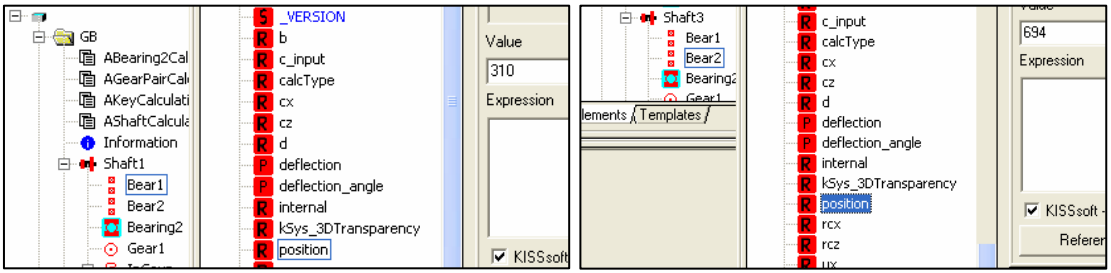 GB
ABearing2Cal
AGearPairCal
AKeyCalculati
AShaftCalcula
Information
Shaft1
Bear1
Bear2
Bearing2
Gear1
S _VERSION
R b
R c_input
R calcType
R cx
R cz
R d
P deflection
P deflection_angle
R internal
R kSys_3DTransparency
R position
Value
310
Expression
KISSsoft
Shaft3
Bear1
Bear2
Bearing2
Gear1
lements / Templates /
R c_input
R calcType
R cx
R cz
R d
P deflection
P deflection_angle
R internal
R kSys_3DTransparency
R position
R rcx
R rcz
R ux
Value
694
Expression
KISSsoft -
Referen